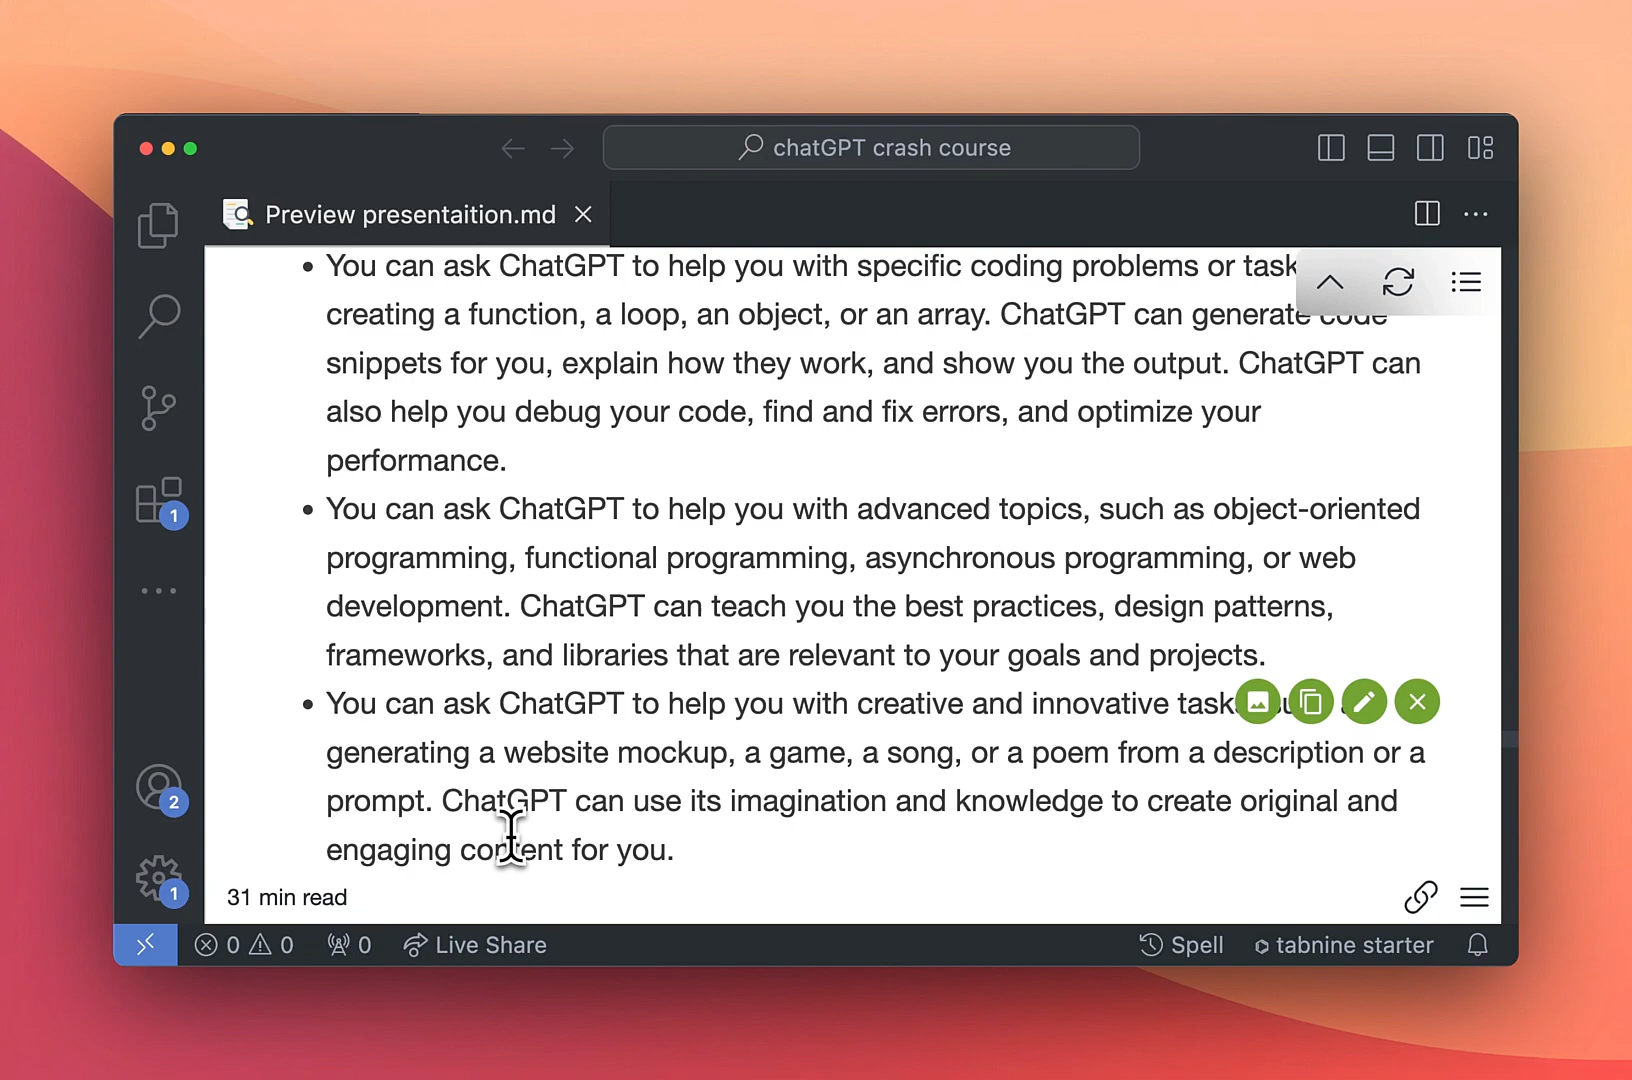 chatGPT crash course
Preview presentaition.md
You can ask ChatGPT to help you with specific coding problems or task
creating a function, a loop, an object, or an array. ChatGPT can generate code
snippets for you, explain how they work, and show you the output. ChatGPT can
also help you debug your code, find and fix errors, and optimize your
performance.
You can ask ChatGPT to help you with advanced topics, such as object-oriented
programming, functional programming, asynchronous programming, or web
development. ChatGPT can teach you the best practices, design patterns,
frameworks, and libraries that are relevant to your goals and projects.
You can ask ChatGPT to help you with creative and innovative task
generating a website mockup, a game, a song, or a poem from a description or a
prompt. ChatGPT can use its imagination and knowledge to create original and
engaging content for you.
31 min read
1
2
1
0 0 0 Live Share Spell tabnine starter